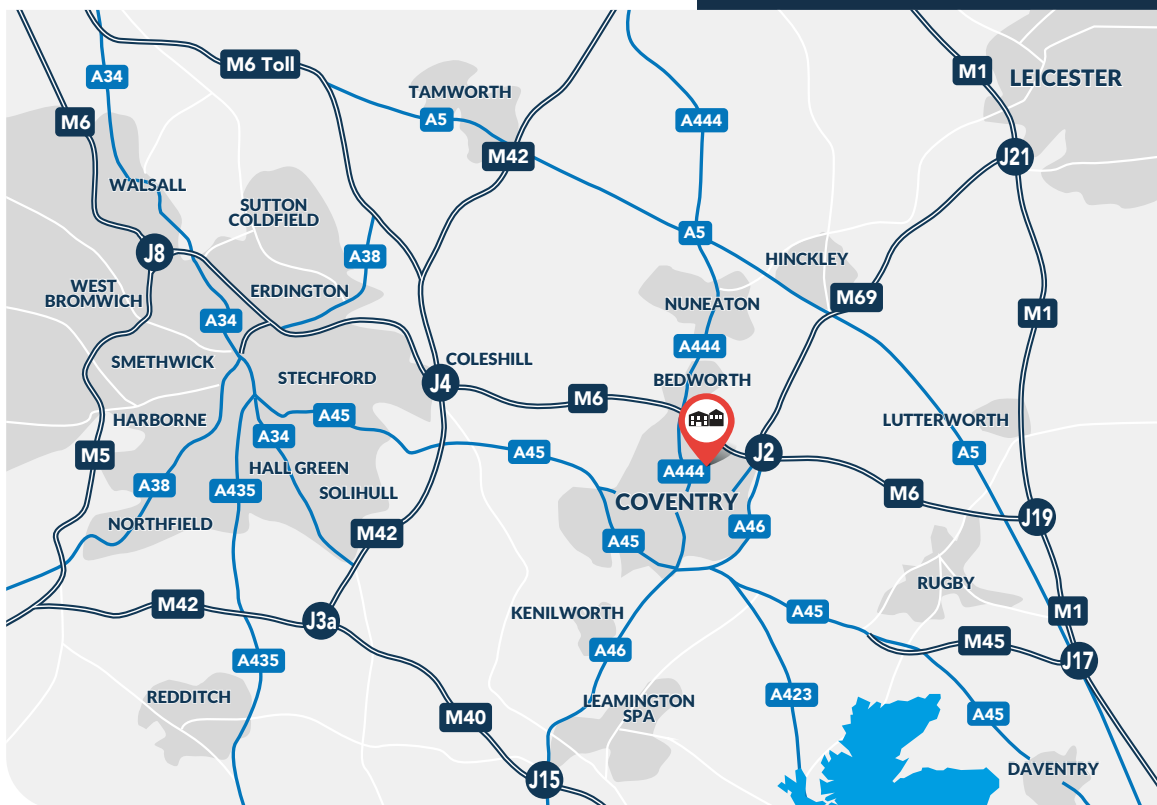 M6 Toll
A34
M1
LEICESTER
TAMWORTH
A5
A444
M6
M42
J21
WALSALL
SUTTON
COLDFIELD
A5
J8
A38
HINCKLEY
WEST
BROMWICH
ERDINGTON
NUNEATON
M69
A34
M1
A444
SMETHWICK
COLESHILL
STECHFORD
J4
BEDWORTH
M6
HARBORNE
A45
LUTTERWORTH
A34
M5
A45
J2
A5
HALL GREEN
A444
A38
A435
SOLIHULL
M6
COVENTRY
NORTHFIELD
M42
A46
J19
A45
RUGBY
M42
J3a
KENILWORTH
A45
M1
M45
A46
A435
J17
REDDITCH
A423
LEAMINGTON
SPA
M40
A45
J15
DAVENTRY